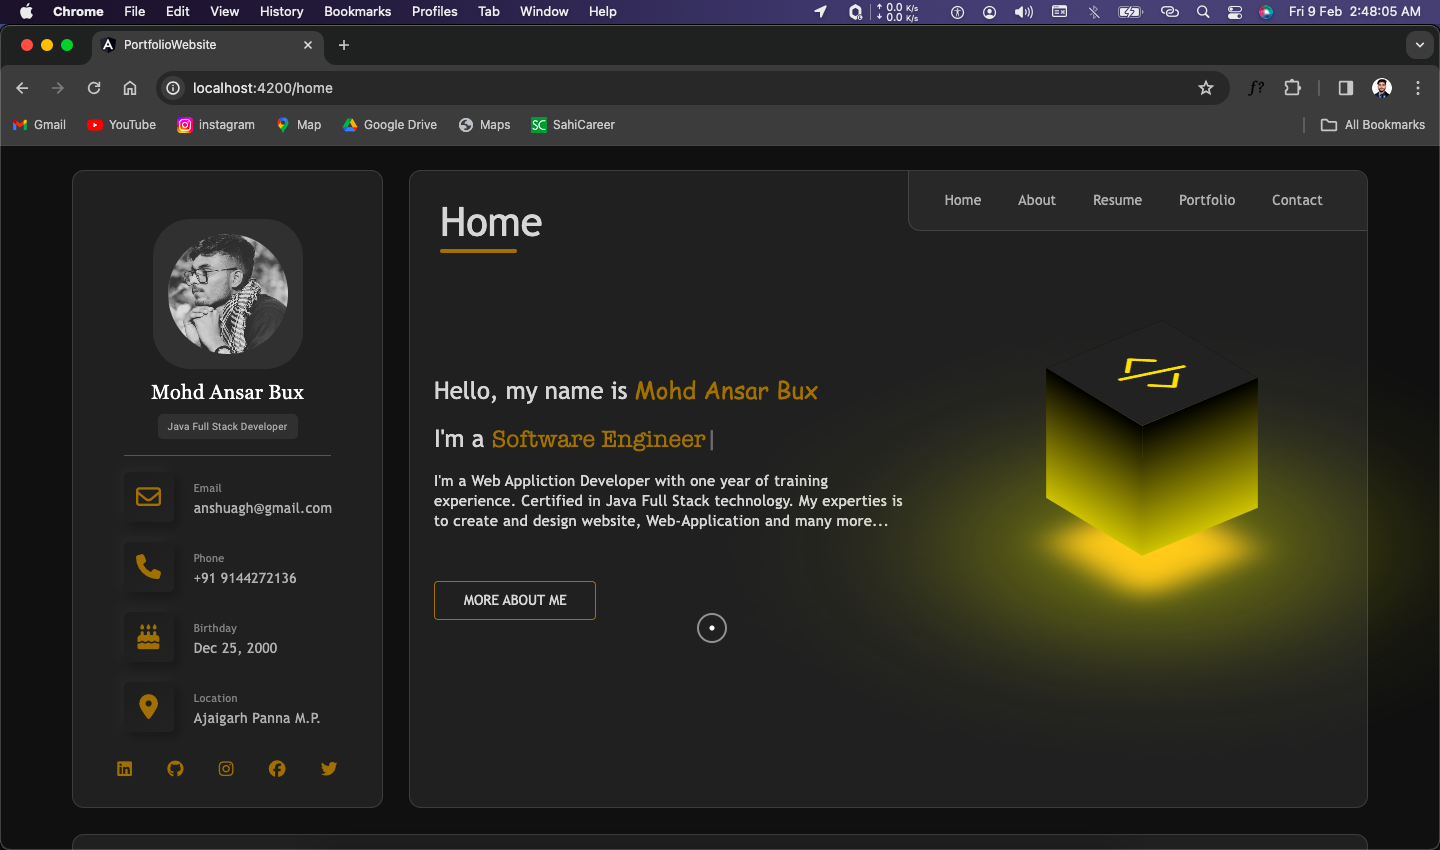 Chrome File Edit View History Bookmarks Profiles Tab Window Help
0.0 K/s
0.0 K/s
Fri 9 Feb 2:48:05 AM
PortfolioWebsite
localhost:4200/home
f?
Gmail YouTube instagram Map Google Drive Maps SC SahiCareer All Bookmarks
Mohd Ansar Bux
Java Full Stack Developer
Email
anshuagh@gmail.com
Phone
+91 9144272136
Birthday
Dec 25, 2000
Location
Ajaigarh Panna M.P.
Home
Home About Resume Portfolio Contact
Hello, my name is Mohd Ansar Bux
I'm a Software Engineer|
I'm a Web Appliction Developer with one year of training
experience. Certified in Java Full Stack technology. My experties is
to create and design website, Web-Application and many more...
MORE ABOUT ME